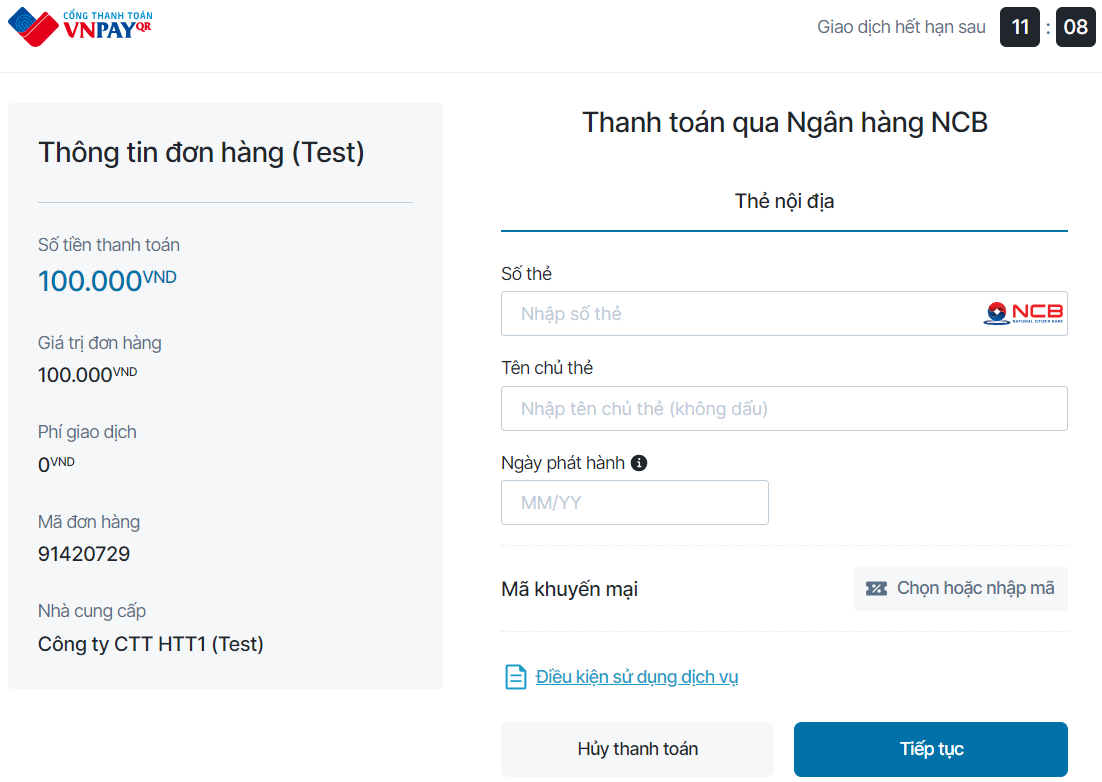 CỔNG THANH TOÁN
VNPAYQR
Giao dịch hết hạn sau 11 : 08
Thông tin đơn hàng (Test)
Số tiền thanh toán
100.000VND
Giá trị đơn hàng
100.000VND
Phí giao dịch
0VND
Mã đơn hàng
91420729
Nhà cung cấp
Công ty CTT HTT1 (Test)
Thanh toán qua Ngân hàng NCB
Thẻ nội địa
Số thẻ
Nhập số thẻ
NCB
NATIONAL CITIZEN BANK
Tên chủ thẻ
Nhập tên chủ thẻ (không dấu)
Ngày phát hành
MM/YY
Mã khuyến mại
Chọn hoặc nhập mã
Điều kiện sử dụng dịch vụ
Hủy thanh toán
Tiếp tục